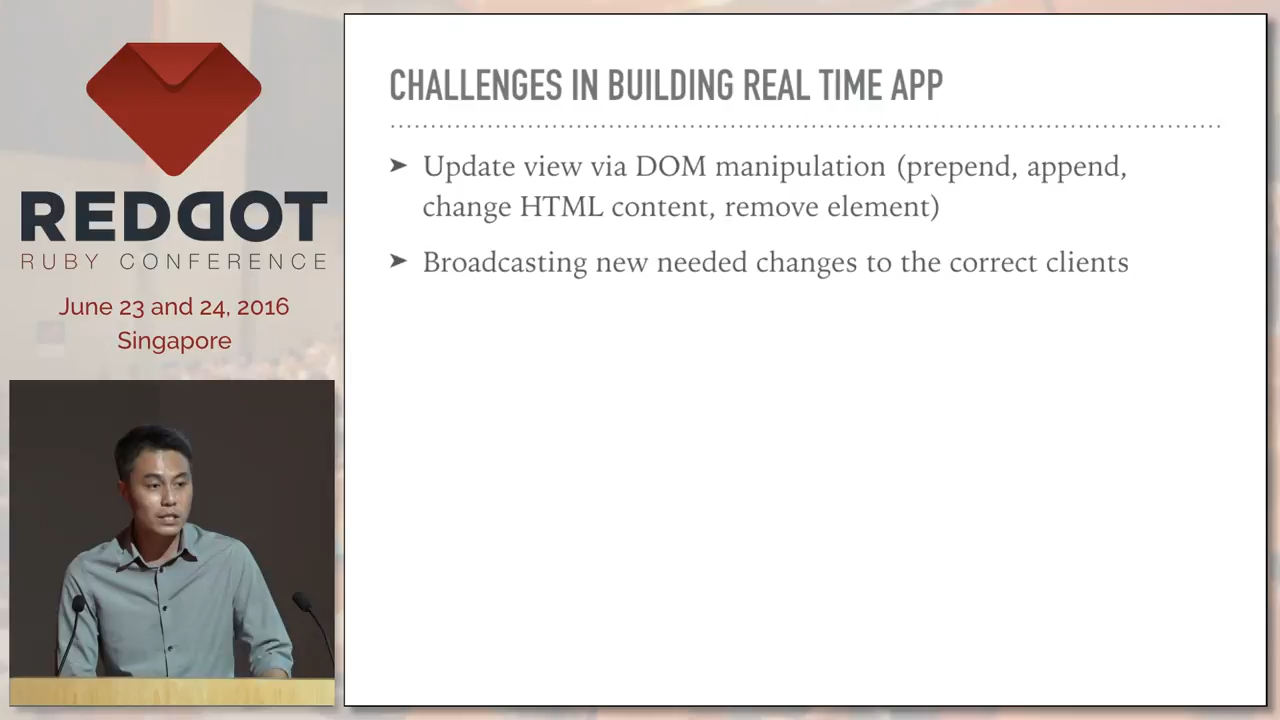 REDDOT
RUBY CONFERENCE
June 23 and 24, 2016
Singapore
CHALLENGES IN BUILDING REAL TIME APP
➤ Update view via DOM manipulation (prepend, append,
change HTML content, remove element)
➤ Broadcasting new needed changes to the correct clients